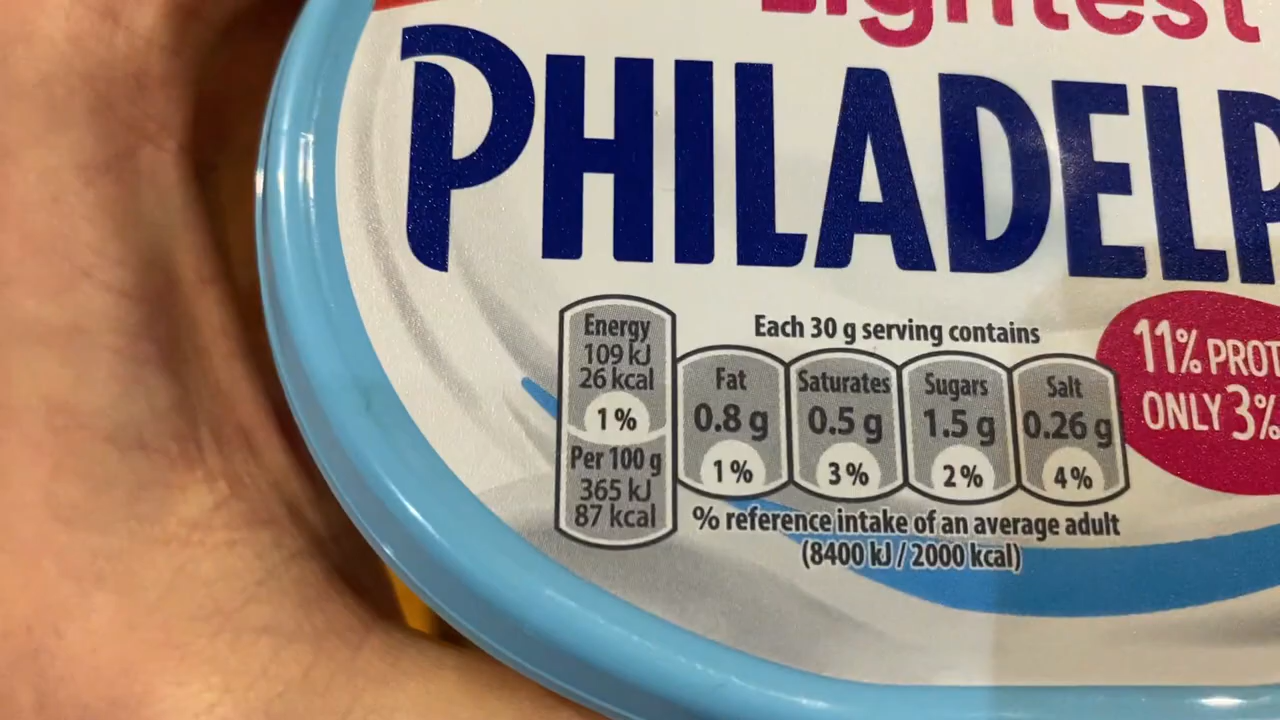 Lightest
PHILADELP
Energy
109 kJ
26 kcal
1%
Per 100 g
365 kJ
87 kcal
Each 30 g serving contains
Fat
0.8 g
1%
Saturates
0.5 g
3%
Sugars
1.5 g
2%
Salt
0.26 g
4%
% reference intake of an average adult
(8400 kJ / 2000 kcal)
11% PROT
ONLY 3%